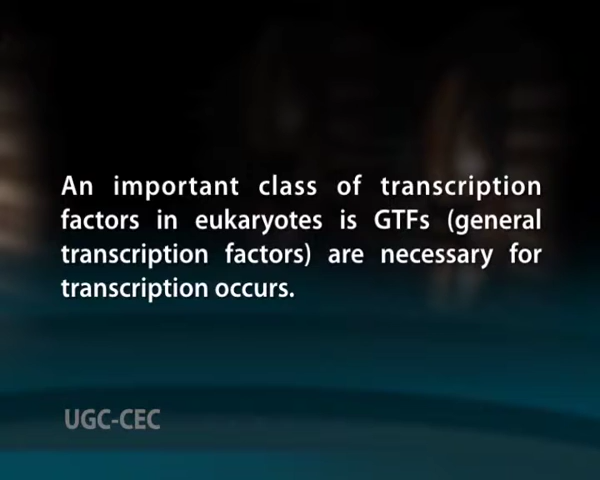 An important class of transcription
factors in eukaryotes is GTFs (general
transcription factors) are necessary for
transcription occurs.
UGC-CEC